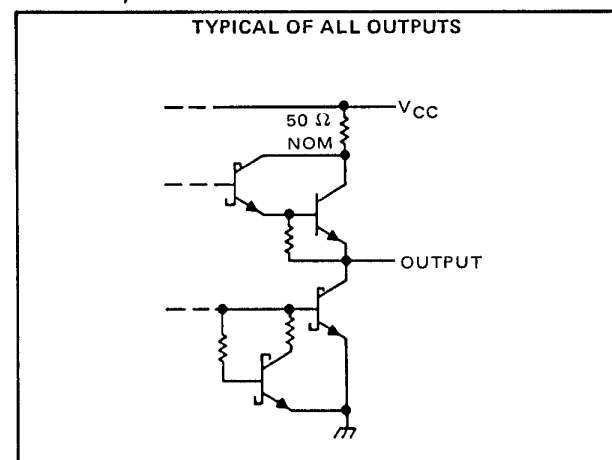 TYPICAL OF ALL OUTPUTS
VCC
50 Ω
NOM
OUTPUT